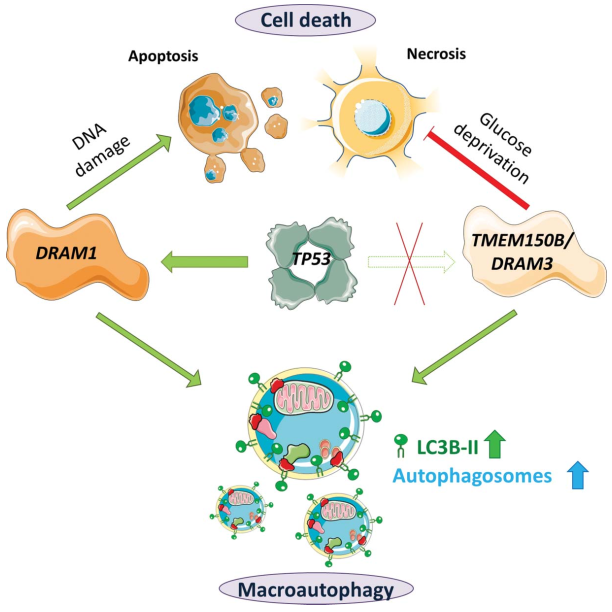 Cell death
Apoptosis
Necrosis
DNA
damage
Glucose
deprivation
DRAM1
TP53
TMEM150B/
DRAM3
LC3B-II
Autophagosomes
Macroautophagy